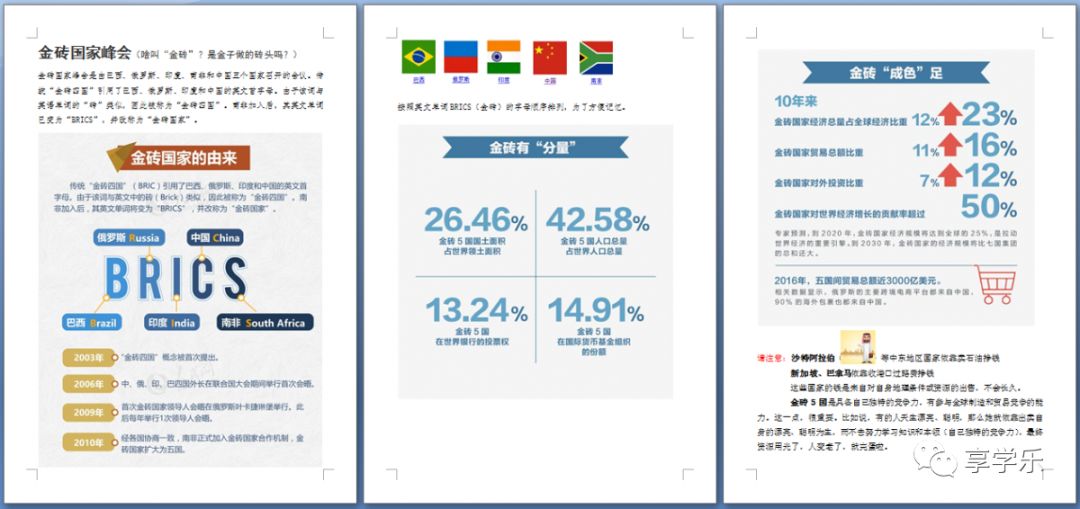 金砖国家峰会（啥叫“金砖”？是金子做的砖头吗？）
金砖国家峰会是由巴西、俄罗斯、印度、南非和中国五个国家召开的会议。传
统“金砖四国”引用了巴西、俄罗斯、印度和中国的英文首字母。由于该词与
英语单词的“砖”类似，因此被称为“金砖四国”。南非加入后，其英文单词
已变为“BRICS”，并改称为“金砖国家”。
金砖国家的由来
传统“金砖四国”（BRIC）引用了巴西、俄罗斯、印度和中国的英文首
字母。由于该词与英文中的砖（Brick）类似，因此被称为“金砖四国”。南
非加入后，其英文单词将变为“BRICS”，并改称为“金砖国家”。
俄罗斯 Russia
中国 China
BRICS
巴西 Brazil
印度 India
南非 South Africa
2003年 “金砖四国”概念被首次提出。
2006年 中、俄、印、巴四国外长在联合国大会期间举行首次会晤。
2009年 首次金砖国家领导人会晤在俄罗斯叶卡捷琳堡举行。此
后每年举行1次领导人会晤。
2010年 经各国协商一致，南非正式加入金砖国家合作机制，金
砖国家扩大为五国。
巴西 俄罗斯 印度 中国 南非
按照英文单词BRICS（金砖）的字母顺序排列，为了方便记忆。
金砖有“分量”
26.46%
金砖5国国土面积
占世界领土面积
42.58%
金砖5国人口总量
占世界人口总量
13.24%
金砖5国
在世界银行的投票权
14.91%
金砖5国
在国际货币基金组织
的份额
金砖“成色”足
10年来
金砖国家经济总量占全球经济比重 12% 23%
金砖国家贸易总额比重 11% 16%
金砖国家对外投资比重 7% 12%
金砖国家对世界经济增长的贡献率超过 50%
专家预测，到2020年，金砖国家经济规模将达到全球的25%，是拉动
世界经济的重要引擎。到2030年，金砖国家的经济规模将比七国集团
的总和还大。
2016年，五国间贸易总额近3000亿美元。
相关数据显示，俄罗斯的主要跨境电商平台都来自中国，
90%的海外包裹也都来自中国。
请注意：沙特阿拉伯 等中东地区国家依靠卖石油挣钱
新加坡、巴拿马依靠收港口过路费挣钱
这些国家的钱是来自对自身地理条件或资源的出售，不会长久。
金砖5国是具备自己独特的竞争力，有参与全球制造和贸易竞争的能
力。这一点，很重要。比如说，有的人天生漂亮、聪明，那么她就依靠出卖自
身的漂亮、聪明为生，而不去努力学习知识和本领（自己独特的竞争力），最终
资源用光了，人变老了，就完蛋啦。
享学乐